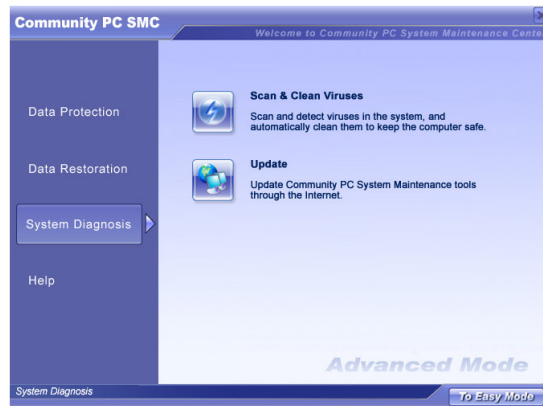 Community PC SMC
Welcome to Community PC System Maintenance Cente
Data Protection
Data Restoration
System Diagnosis
Help
Scan & Clean Viruses
Scan and detect viruses in the system, and
automatically clean them to keep the computer safe.
Update
Update Community PC System Maintenance tools
through the Internet.
Advanced Mode
System Diagnosis
To Easy Mode